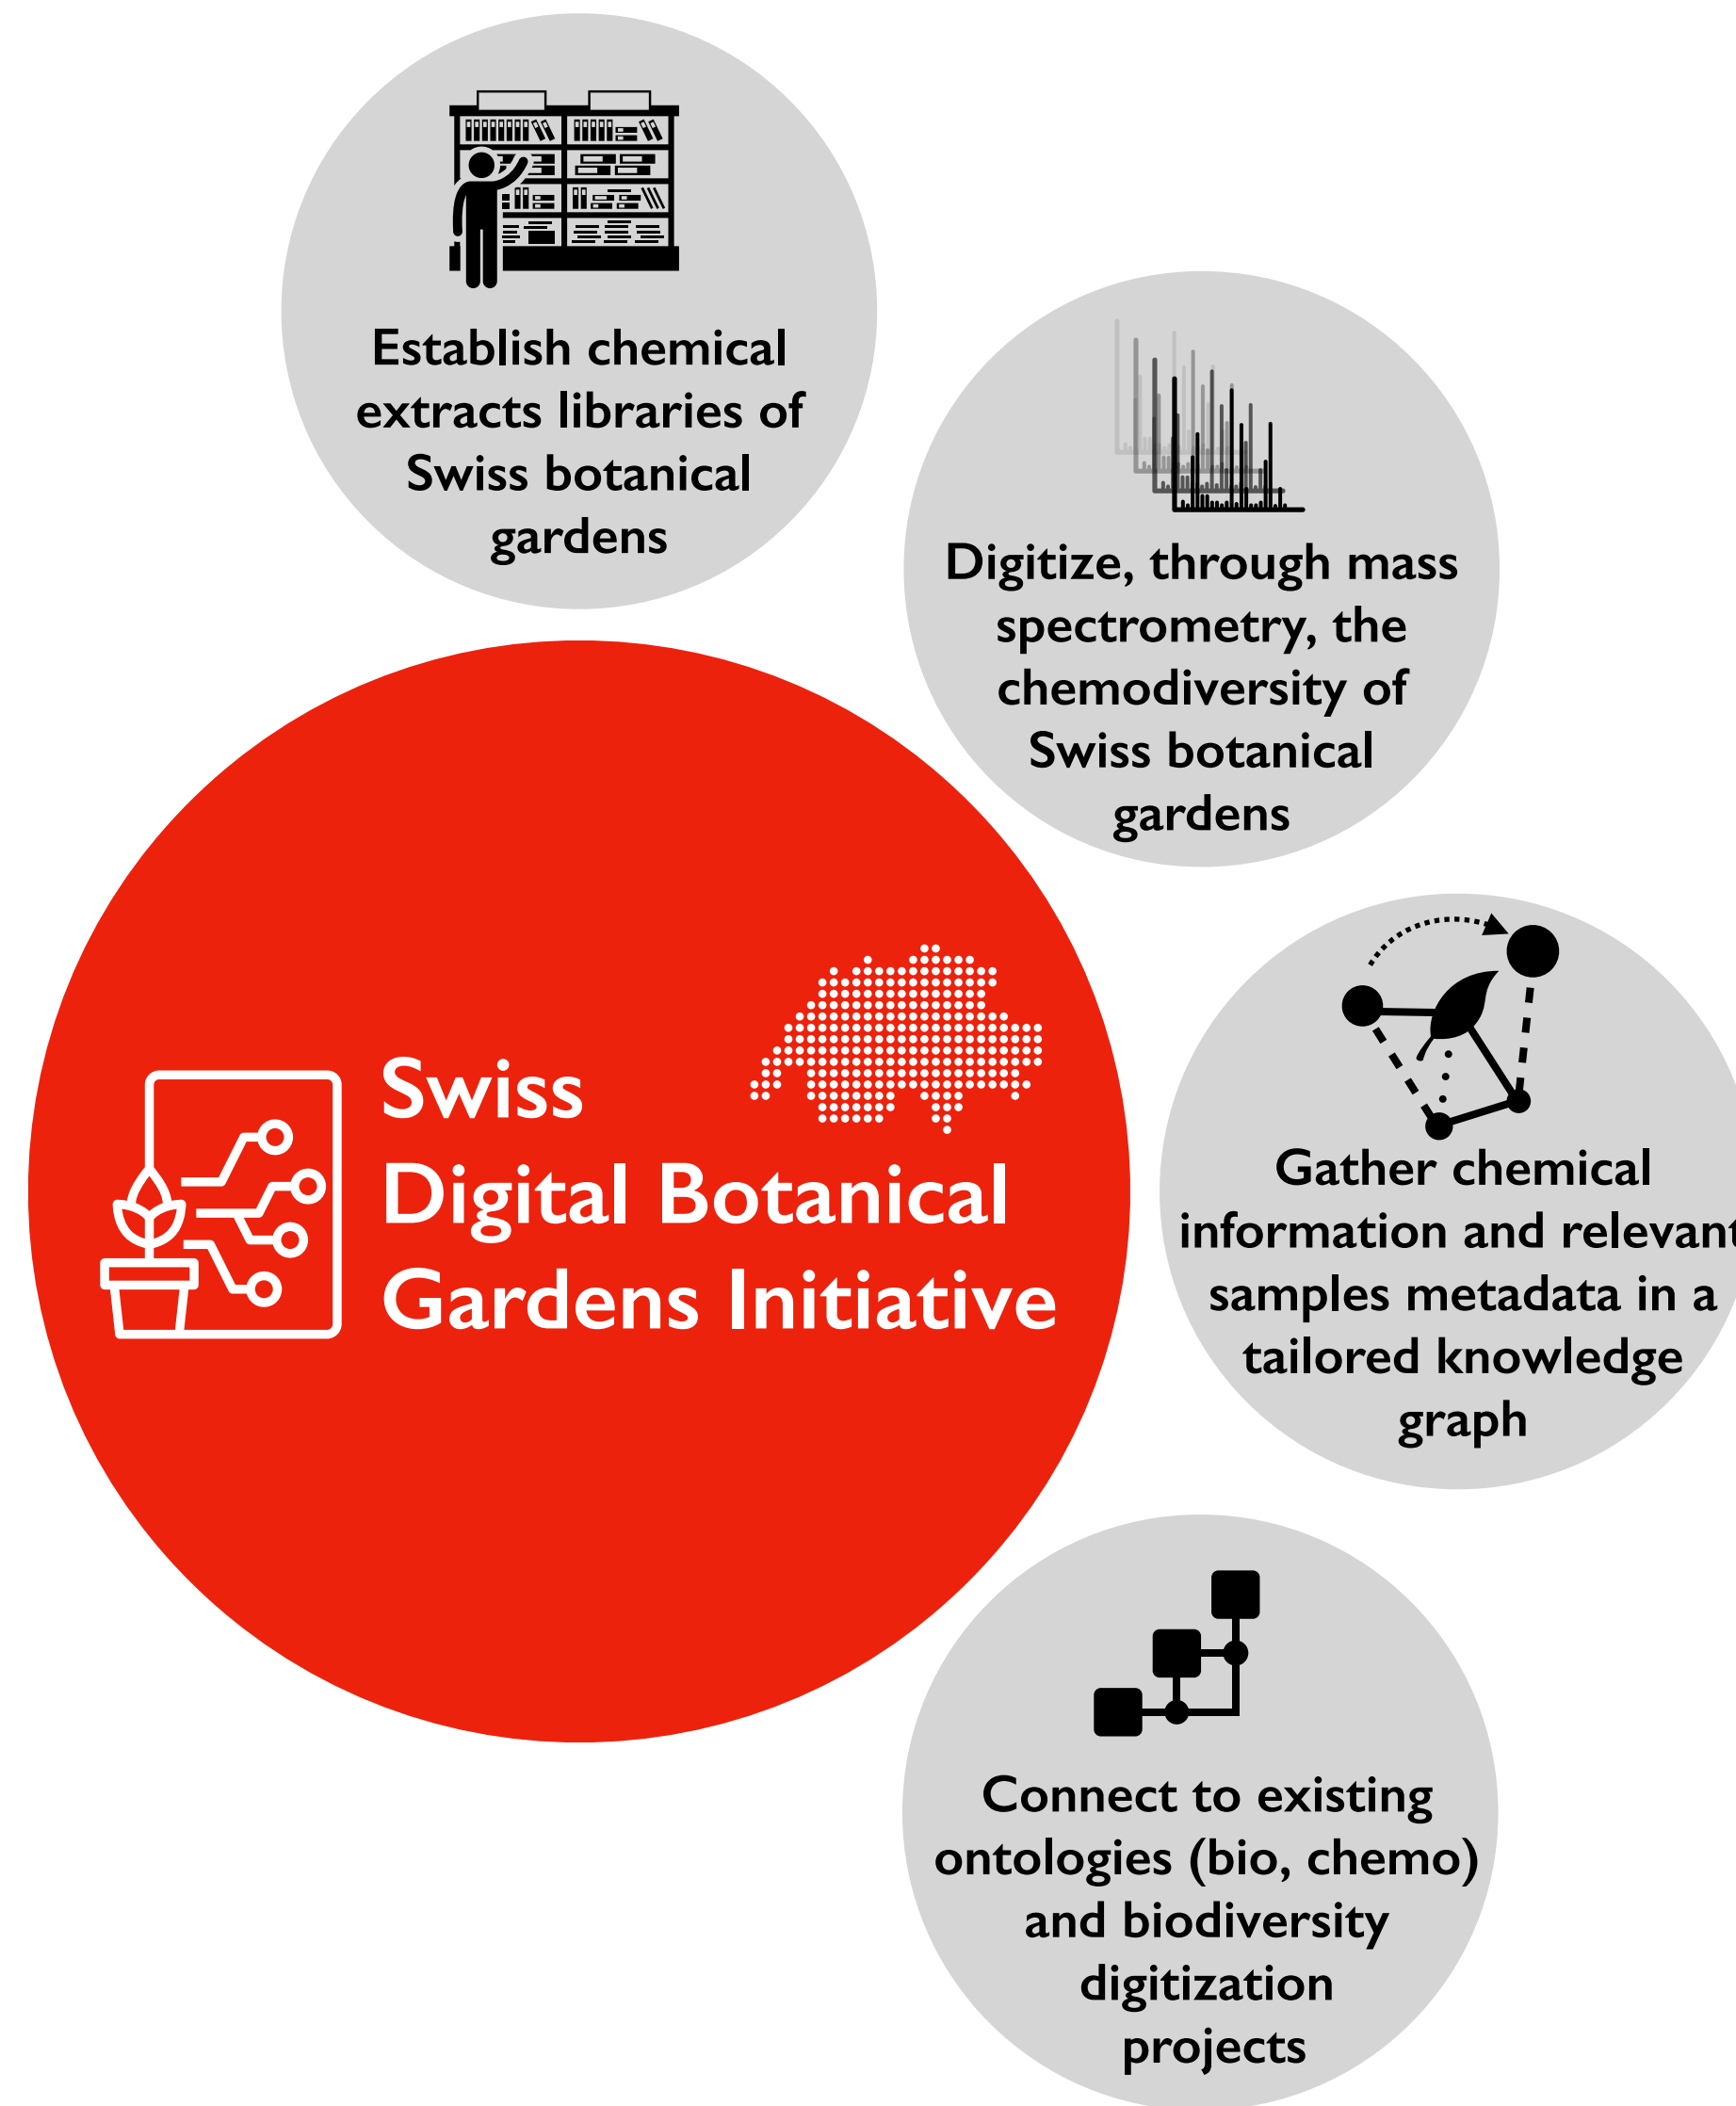 Establish chemical
extracts libraries of
Swiss botanical
gardens
Digitize, through mass
spectrometry, the
chemodiversity of
Swiss botanical
gardens
Swiss
Digital Botanical
Gardens Initiative
Gather chemical
information and relevant
samples metadata in a
tailored knowledge
graph
Connect to existing
ontologies (bio, chemo)
and biodiversity
digitization
projects